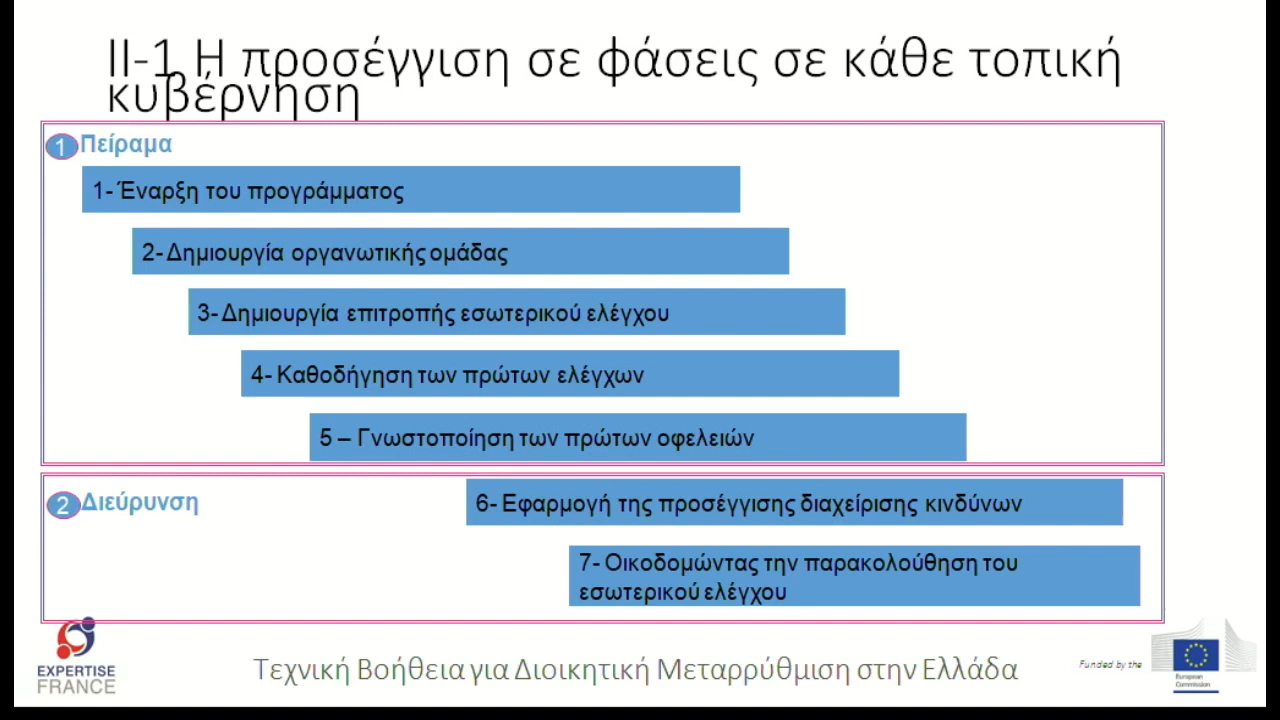 II-1 Η προσέγγιση σε φάσεις σε κάθε τοπική
κυβέρνηση
1 Πείραμα
1- Έναρξη του προγράμματος
2- Δημιουργία οργανωτικής ομάδας
3- Δημιουργία επιτροπής εσωτερικού ελέγχου
4- Καθοδήγηση των πρώτων ελέγχων
5 – Γνωστοποίηση των πρώτων οφελειών
2 Διεύρυνση
6- Εφαρμογή της προσέγγισης διαχείρισης κινδύνων
7- Οικοδομώντας την παρακολούθηση του
εσωτερικού ελέγχου
EXPERTISE
FRANCE
Τεχνική Βοήθεια για Διοικητική Μεταρρύθμιση στην Ελλάδα
Funded by the
European
Commission